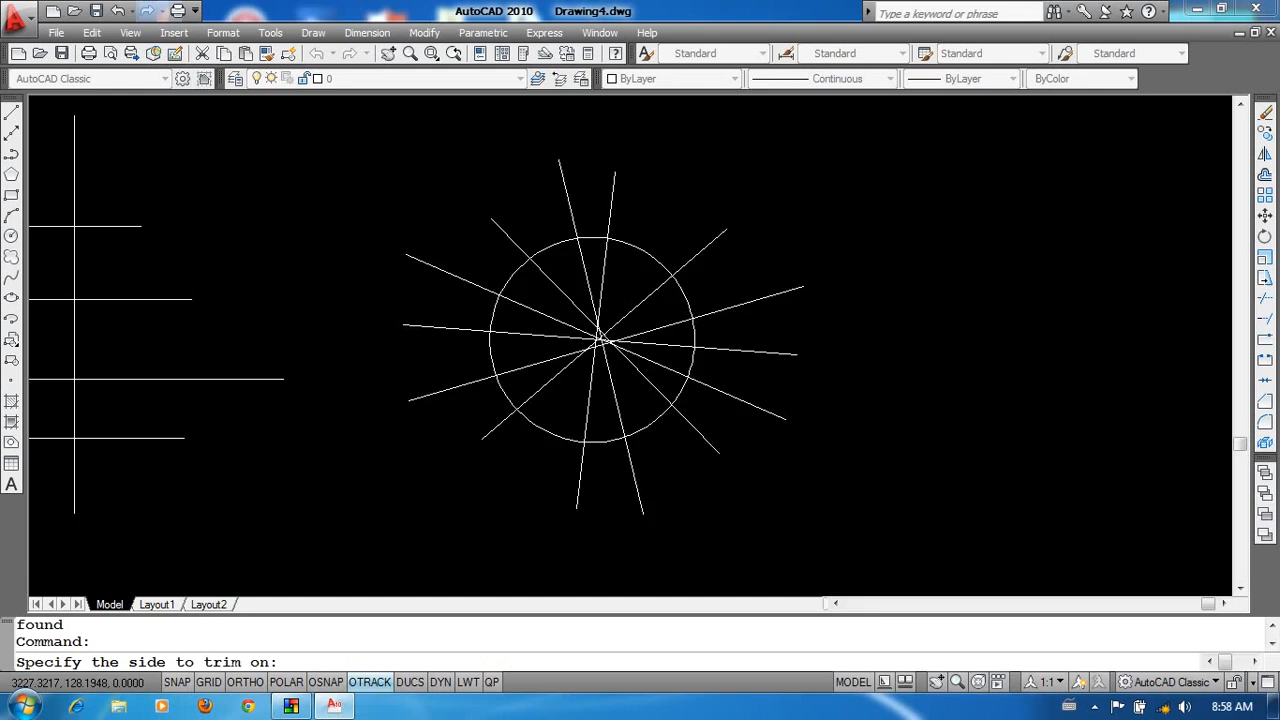 AutoCAD 2010 Drawing4.dwg
Type a keyword or phrase
File Edit View Insert Format Tools Draw Dimension Modify Parametric Express Window Help
Standard Standard Standard Standard
AutoCAD Classic 0 ByLayer Continuous ByLayer ByColor
A
Model Layout1 Layout2
found
Command:
Specify the side to trim on:
3227.3217, 128.1948, 0.0000 SNAP GRID ORTHO POLAR OSNAP OTRACK DUCS DYN LWT QP MODEL 1:1 AutoCAD Classic
8:58 AM